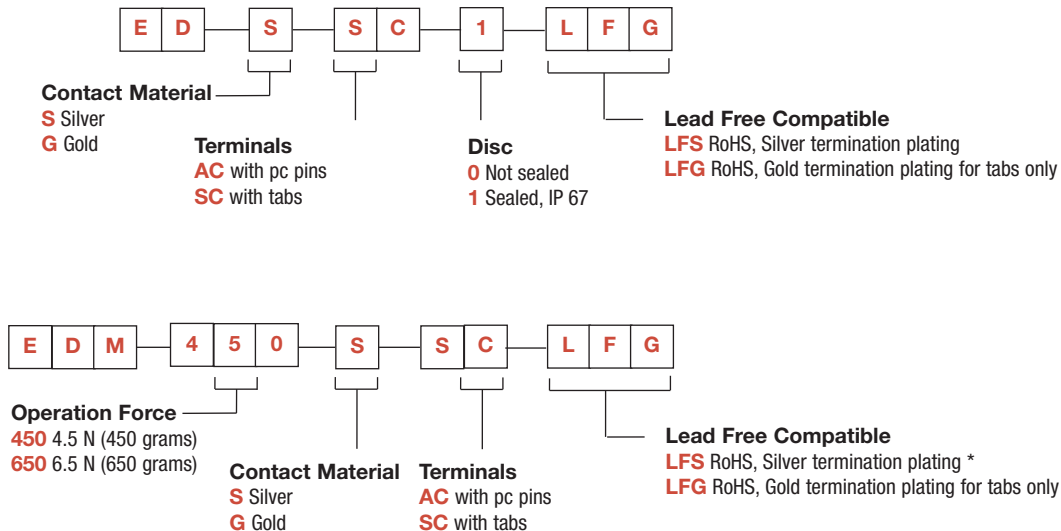 E D S S C 1 L F G
Contact Material
S Silver
G Gold
Terminals
AC with pc pins
SC with tabs
Disc
0 Not sealed
1 Sealed, IP 67
Lead Free Compatible
LFS RoHS, Silver termination plating
LFG RoHS, Gold termination plating for tabs only
E D M 4 5 0 S S C L F G
Operation Force
450 4.5 N (450 grams)
650 6.5 N (650 grams)
Contact Material
S Silver
G Gold
Terminals
AC with pc pins
SC with tabs
Lead Free Compatible
LFS RoHS, Silver termination plating *
LFG RoHS, Gold termination plating for tabs only